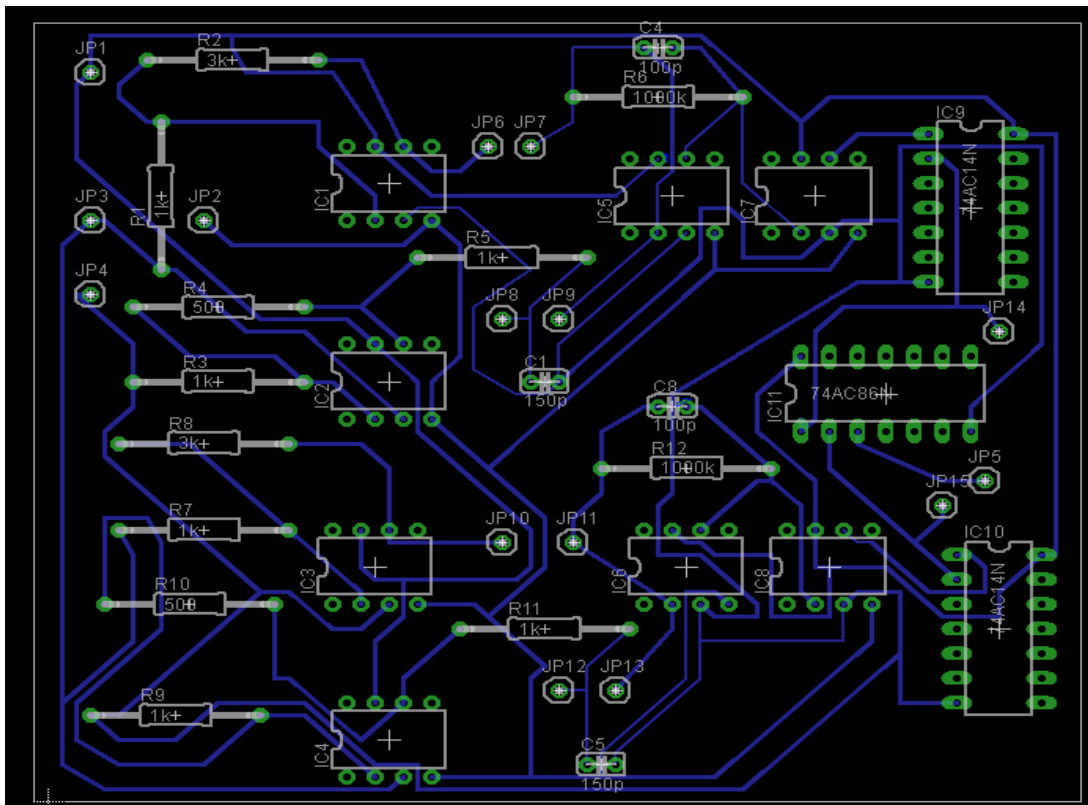 R2
3k+
JP1
C4
100p
R6
1000k
JP6
JP7
IC9
74AC14N
IC1
IC5
IC7
JP3
R1
1k+
JP2
R5
1k+
JP4
R4
500
JP8
JP9
JP14
R3
1k+
IC2
C1
150p
C8
100p
IC11
74AC86N
R8
3k+
R12
1000k
JP5
JP15
R7
1k+
JP10
JP11
IC10
74AC14N
IC3
IC6
IC8
R10
500
R11
1k+
JP12
JP13
R9
1k+
IC4
C5
150p